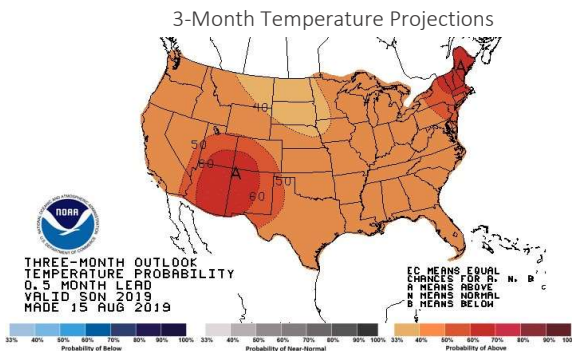 3-Month Temperature Projections
A
40
50
60
A
50
60
NOAA
THREE-MONTH OUTLOOK
TEMPERATURE PROBABILITY
0.5 MONTH LEAD
VALID SON 2019
MADE 15 AUG 2019
EC MEANS EQUAL
CHANCES FOR A, N, B
A MEANS ABOVE
N MEANS NORMAL
B MEANS BELOW
33% 40% 50% 60% 70% 80% 90% 100%
Probability of Below
33% 40% 50% 60% 70% 80% 90% 100%
Probability of Near-Normal
33% 40% 50% 60% 70% 80% 90% 100%
Probability of Above